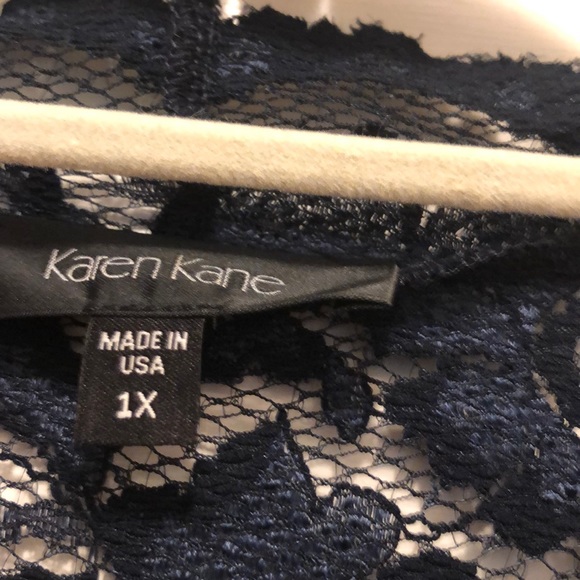 Karen Kane
MADE IN
USA
1X